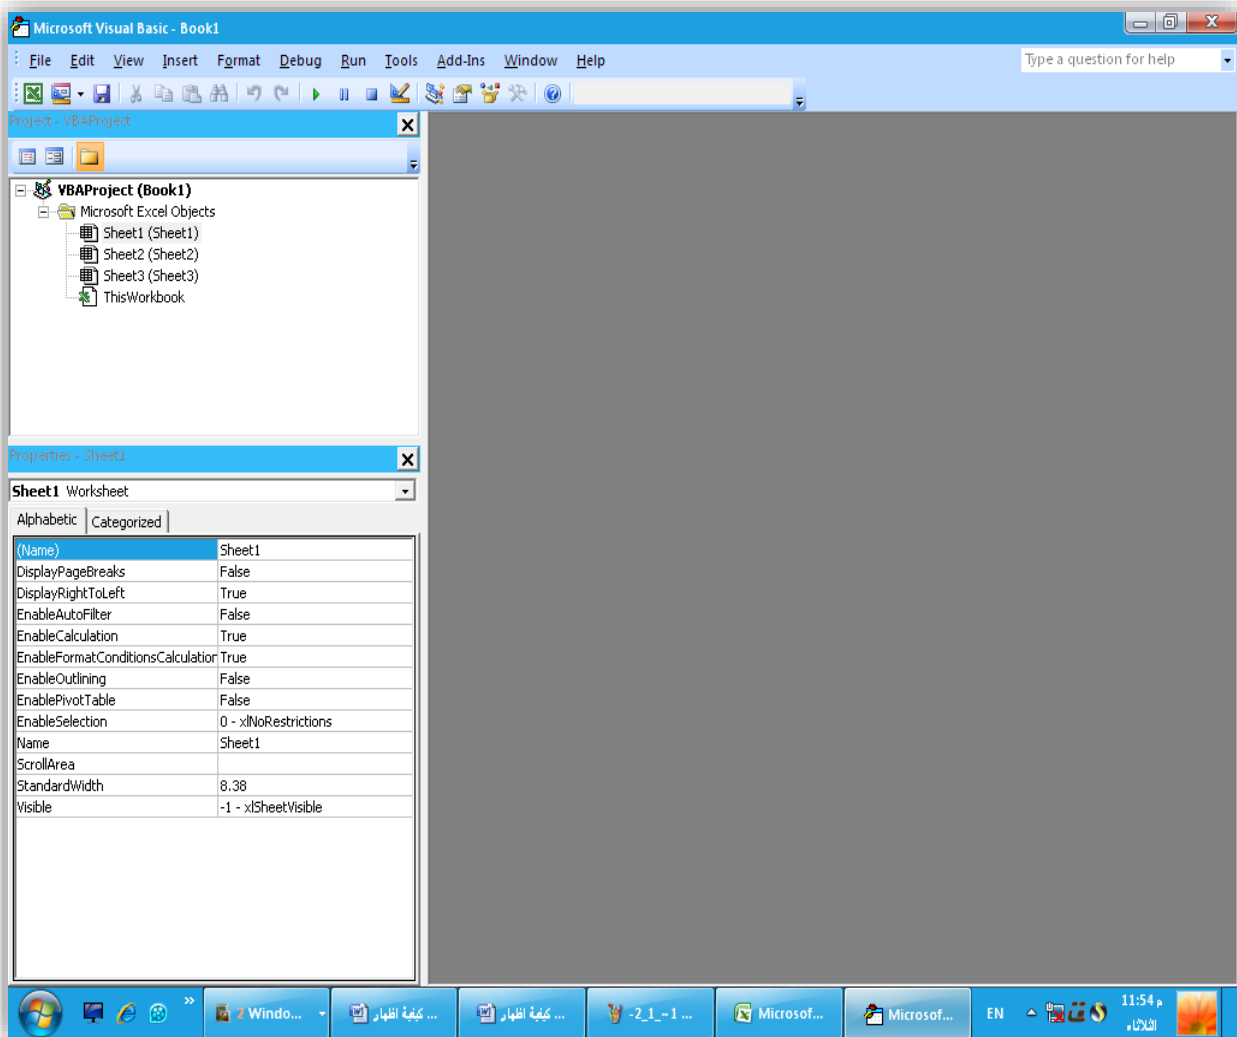 Microsoft Visual Basic - Book1
File Edit View Insert Format Debug Run Tools Add-Ins Window Help
Type a question for help
Project - VBAProject
VBAProject (Book1)
Microsoft Excel Objects
Sheet1 (Sheet1)
Sheet2 (Sheet2)
Sheet3 (Sheet3)
ThisWorkbook
Properties - Sheet1
Sheet1 Worksheet
Alphabetic Categorized
(Name) Sheet1
DisplayPageBreaks False
DisplayRightToLeft True
EnableAutoFilter False
EnableCalculation True
EnableFormatConditionsCalculation True
EnableOutlining False
EnablePivotTable False
EnableSelection 0 - xlNoRestrictions
Name Sheet1
ScrollArea
StandardWidth 8.38
Visible -1 - xlSheetVisible
2 Windo... كيفية اظهار ... كيفية اظهار ... -2_1_-1 ... Microsof... Microsof... EN 11:54 م
الثلاثاء